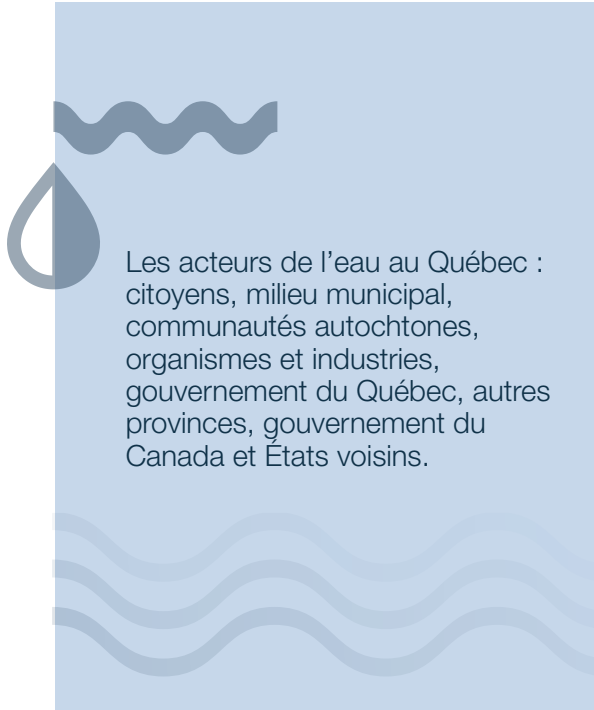 Les acteurs de l’eau au Québec :
citoyens, milieu municipal,
communautés autochtones,
organismes et industries,
gouvernement du Québec, autres
provinces, gouvernement du
Canada et États voisins.